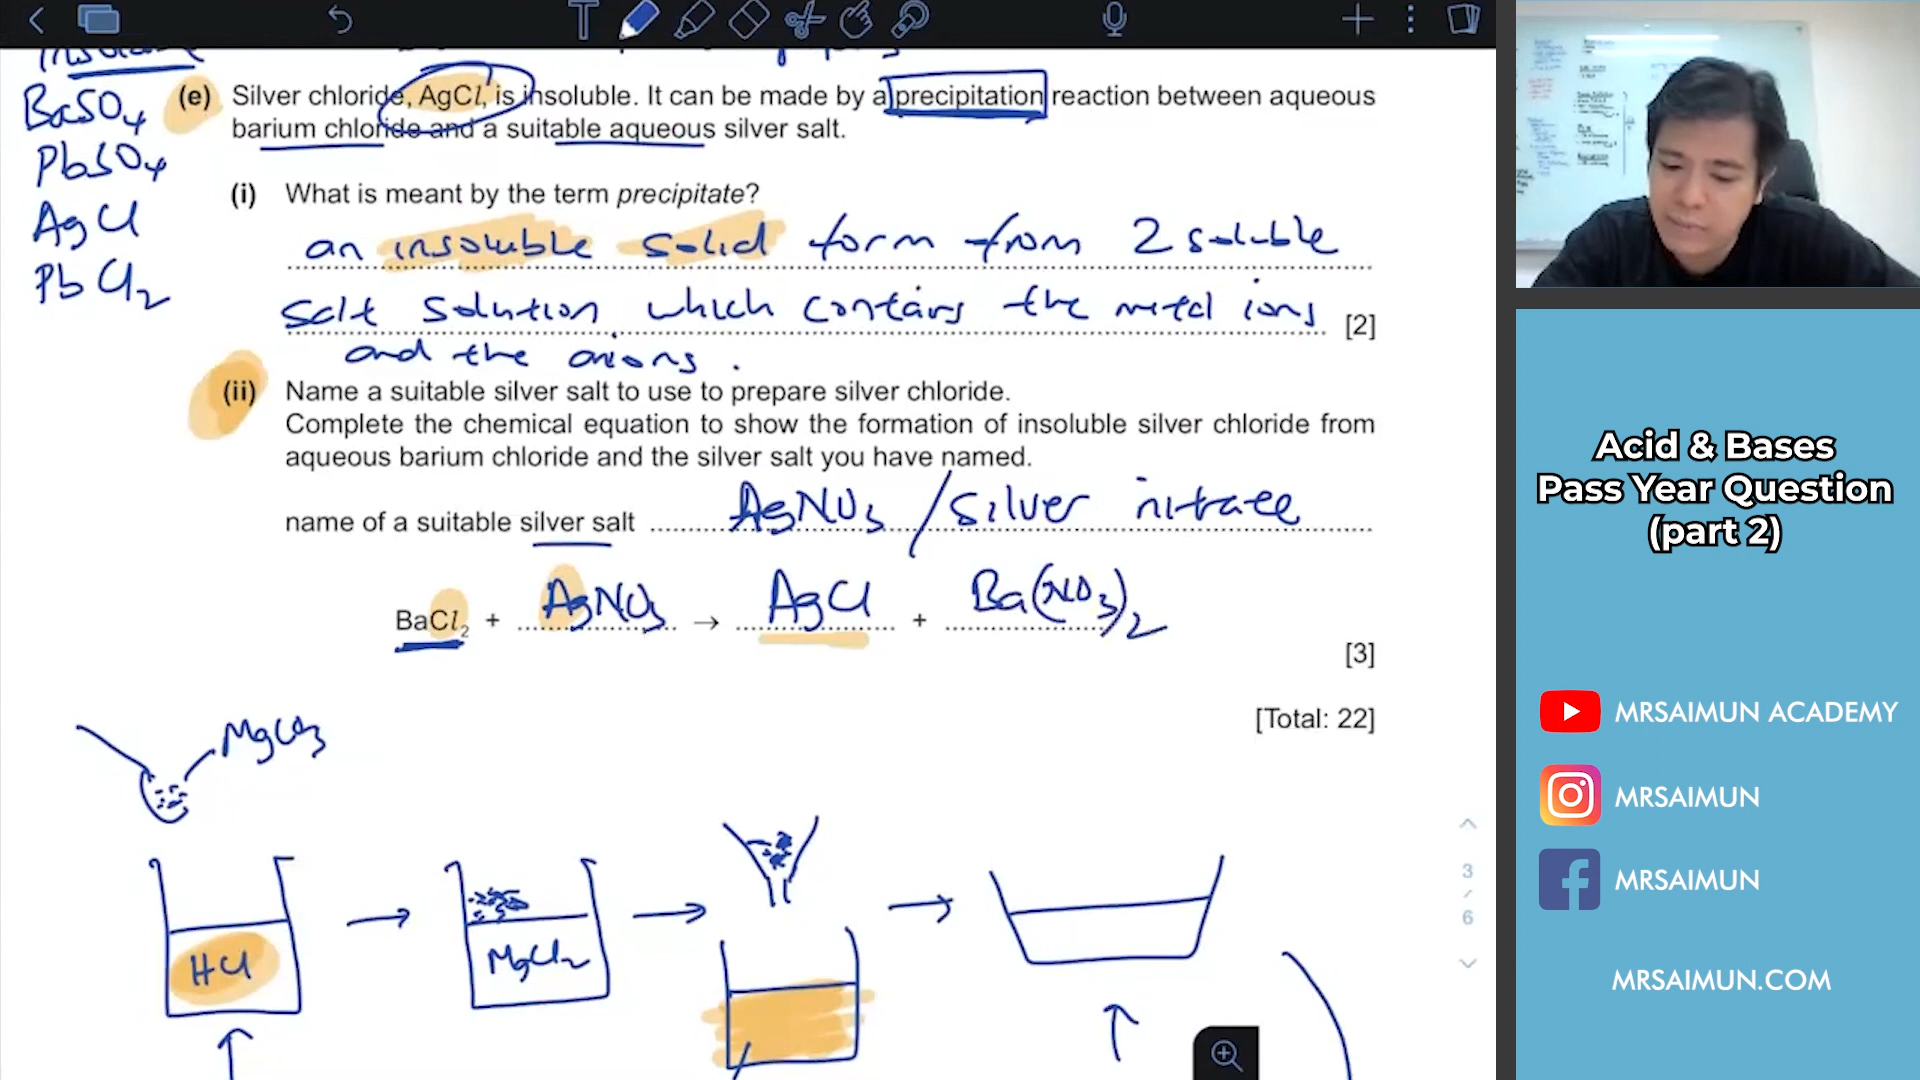 BaSO4
PbSO4
AgCl
PbCl2
(e) Silver chloride, AgCl, is insoluble. It can be made by a precipitation reaction between aqueous
barium chloride and a suitable aqueous silver salt.
(i) What is meant by the term precipitate?
an insoluble solid form from 2 soluble
salt solution which contains the metal ions
and the anions.
[2]
(ii) Name a suitable silver salt to use to prepare silver chloride.
Complete the chemical equation to show the formation of insoluble silver chloride from
aqueous barium chloride and the silver salt you have named.
name of a suitable silver salt AgNO3 / silver nitrate
BaCl2 + AgNO3 → AgCl + Ba(NO3)2
[3]
[Total: 22]
MgCO3
HCl
MgCl2
3
/
6
Acid & Bases
Pass Year Question
(part 2)
MRSAIMUN ACADEMY
MRSAIMUN
MRSAIMUN
MRSAIMUN.COM